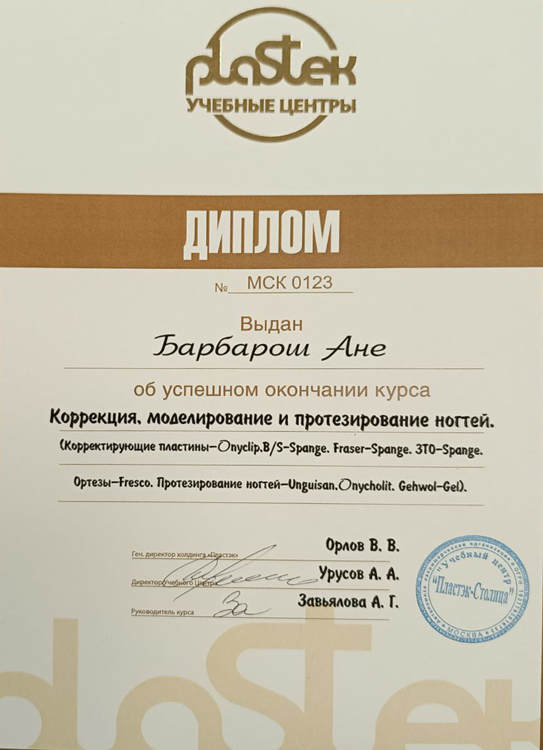 plastek
УЧЕБНЫЕ ЦЕНТРЫ
ДИПЛОМ
№ МСК 0123
Выдан
Барбарош Ане
об успешном окончании курса
Коррекция, моделирование и протезирование ногтей.
(Корректирующие пластины-Onyclip.B/S-Spange. Fraser-Spange. 3TO-Spange.
Ортезы-Fresco. Протезирование ногтей-Unguisan.Onycholit. Gehwol-Gel).
Ген. директор холдинга «Пластэк» Орлов В. В.
Директор Учебного Центра Урусов А. А.
Руководитель курса Завьялова А. Г.
"Учебный центр
"Пластэк-Столица"
МОСКВА
plastek